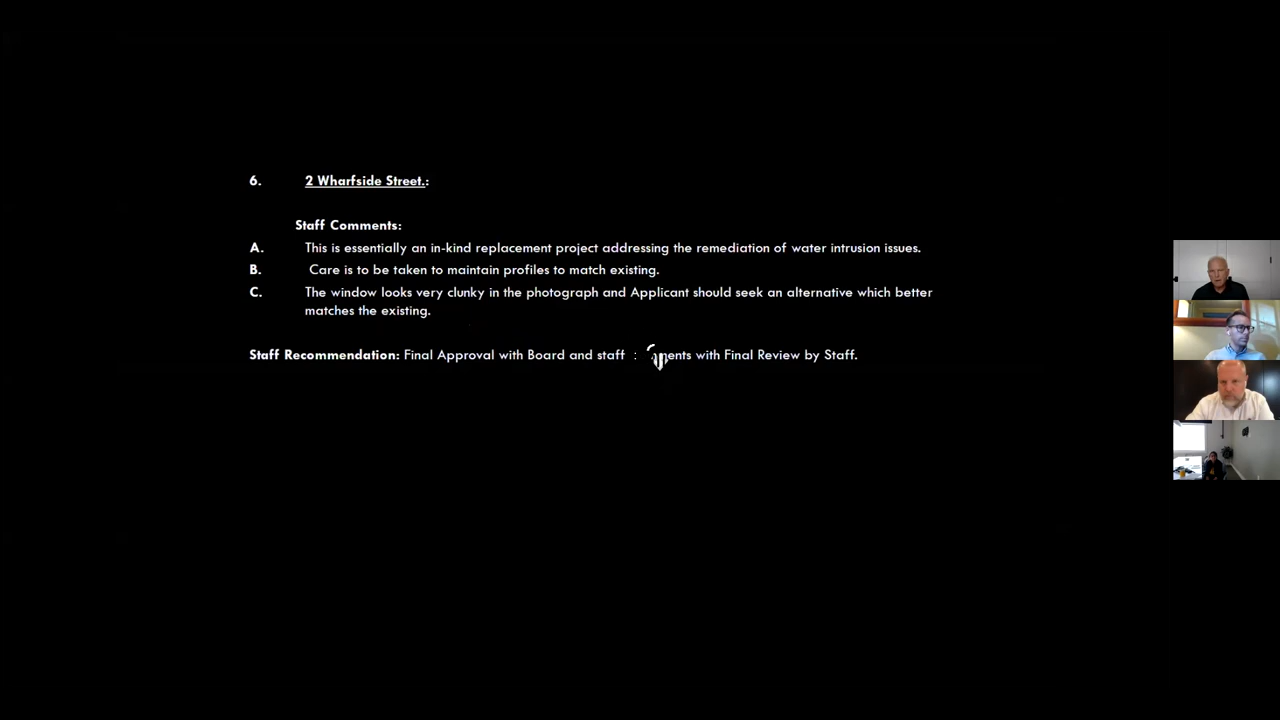 6. 2 Wharfside Street.:
Staff Comments:
A. This is essentially an in-kind replacement project addressing the remediation of water intrusion issues.
B. Care is to be taken to maintain profiles to match existing.
C. The window looks very clunky in the photograph and Applicant should seek an alternative which better
matches the existing.
Staff Recommendation: Final Approval with Board and staff with Final Review by Staff.